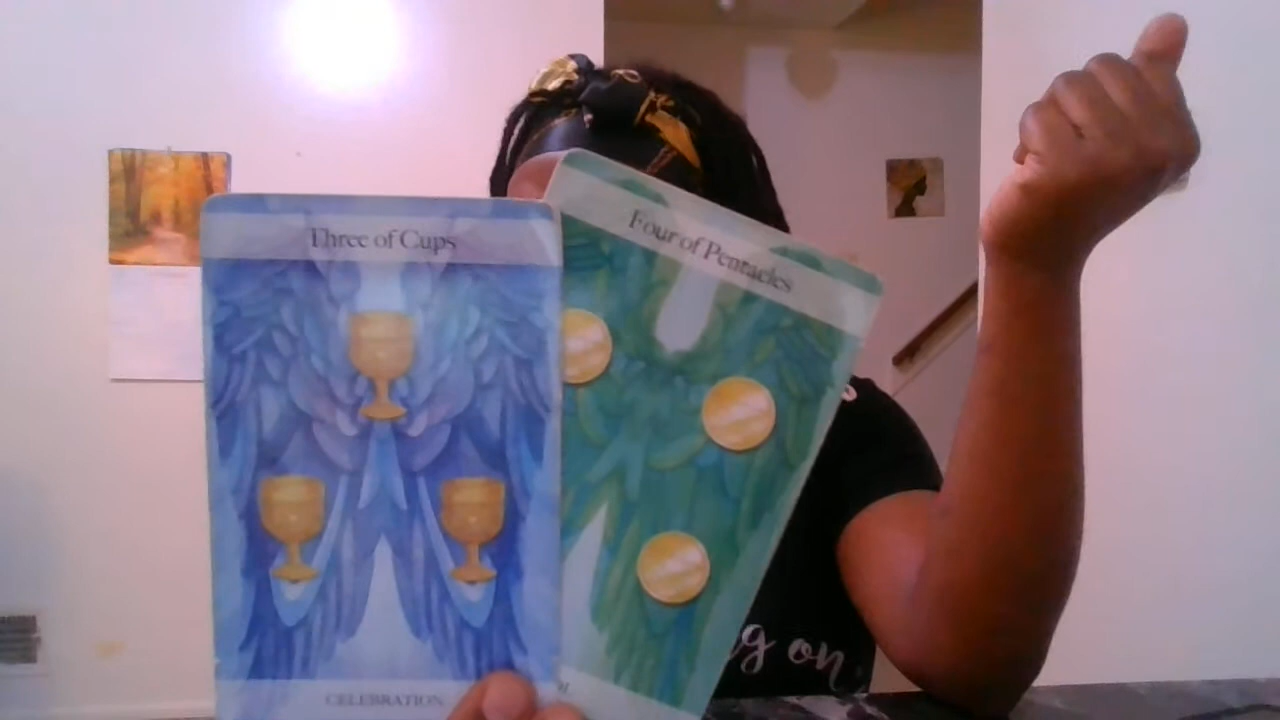 Three of Cups
Four of Pentacles
CELEBRATION
g on